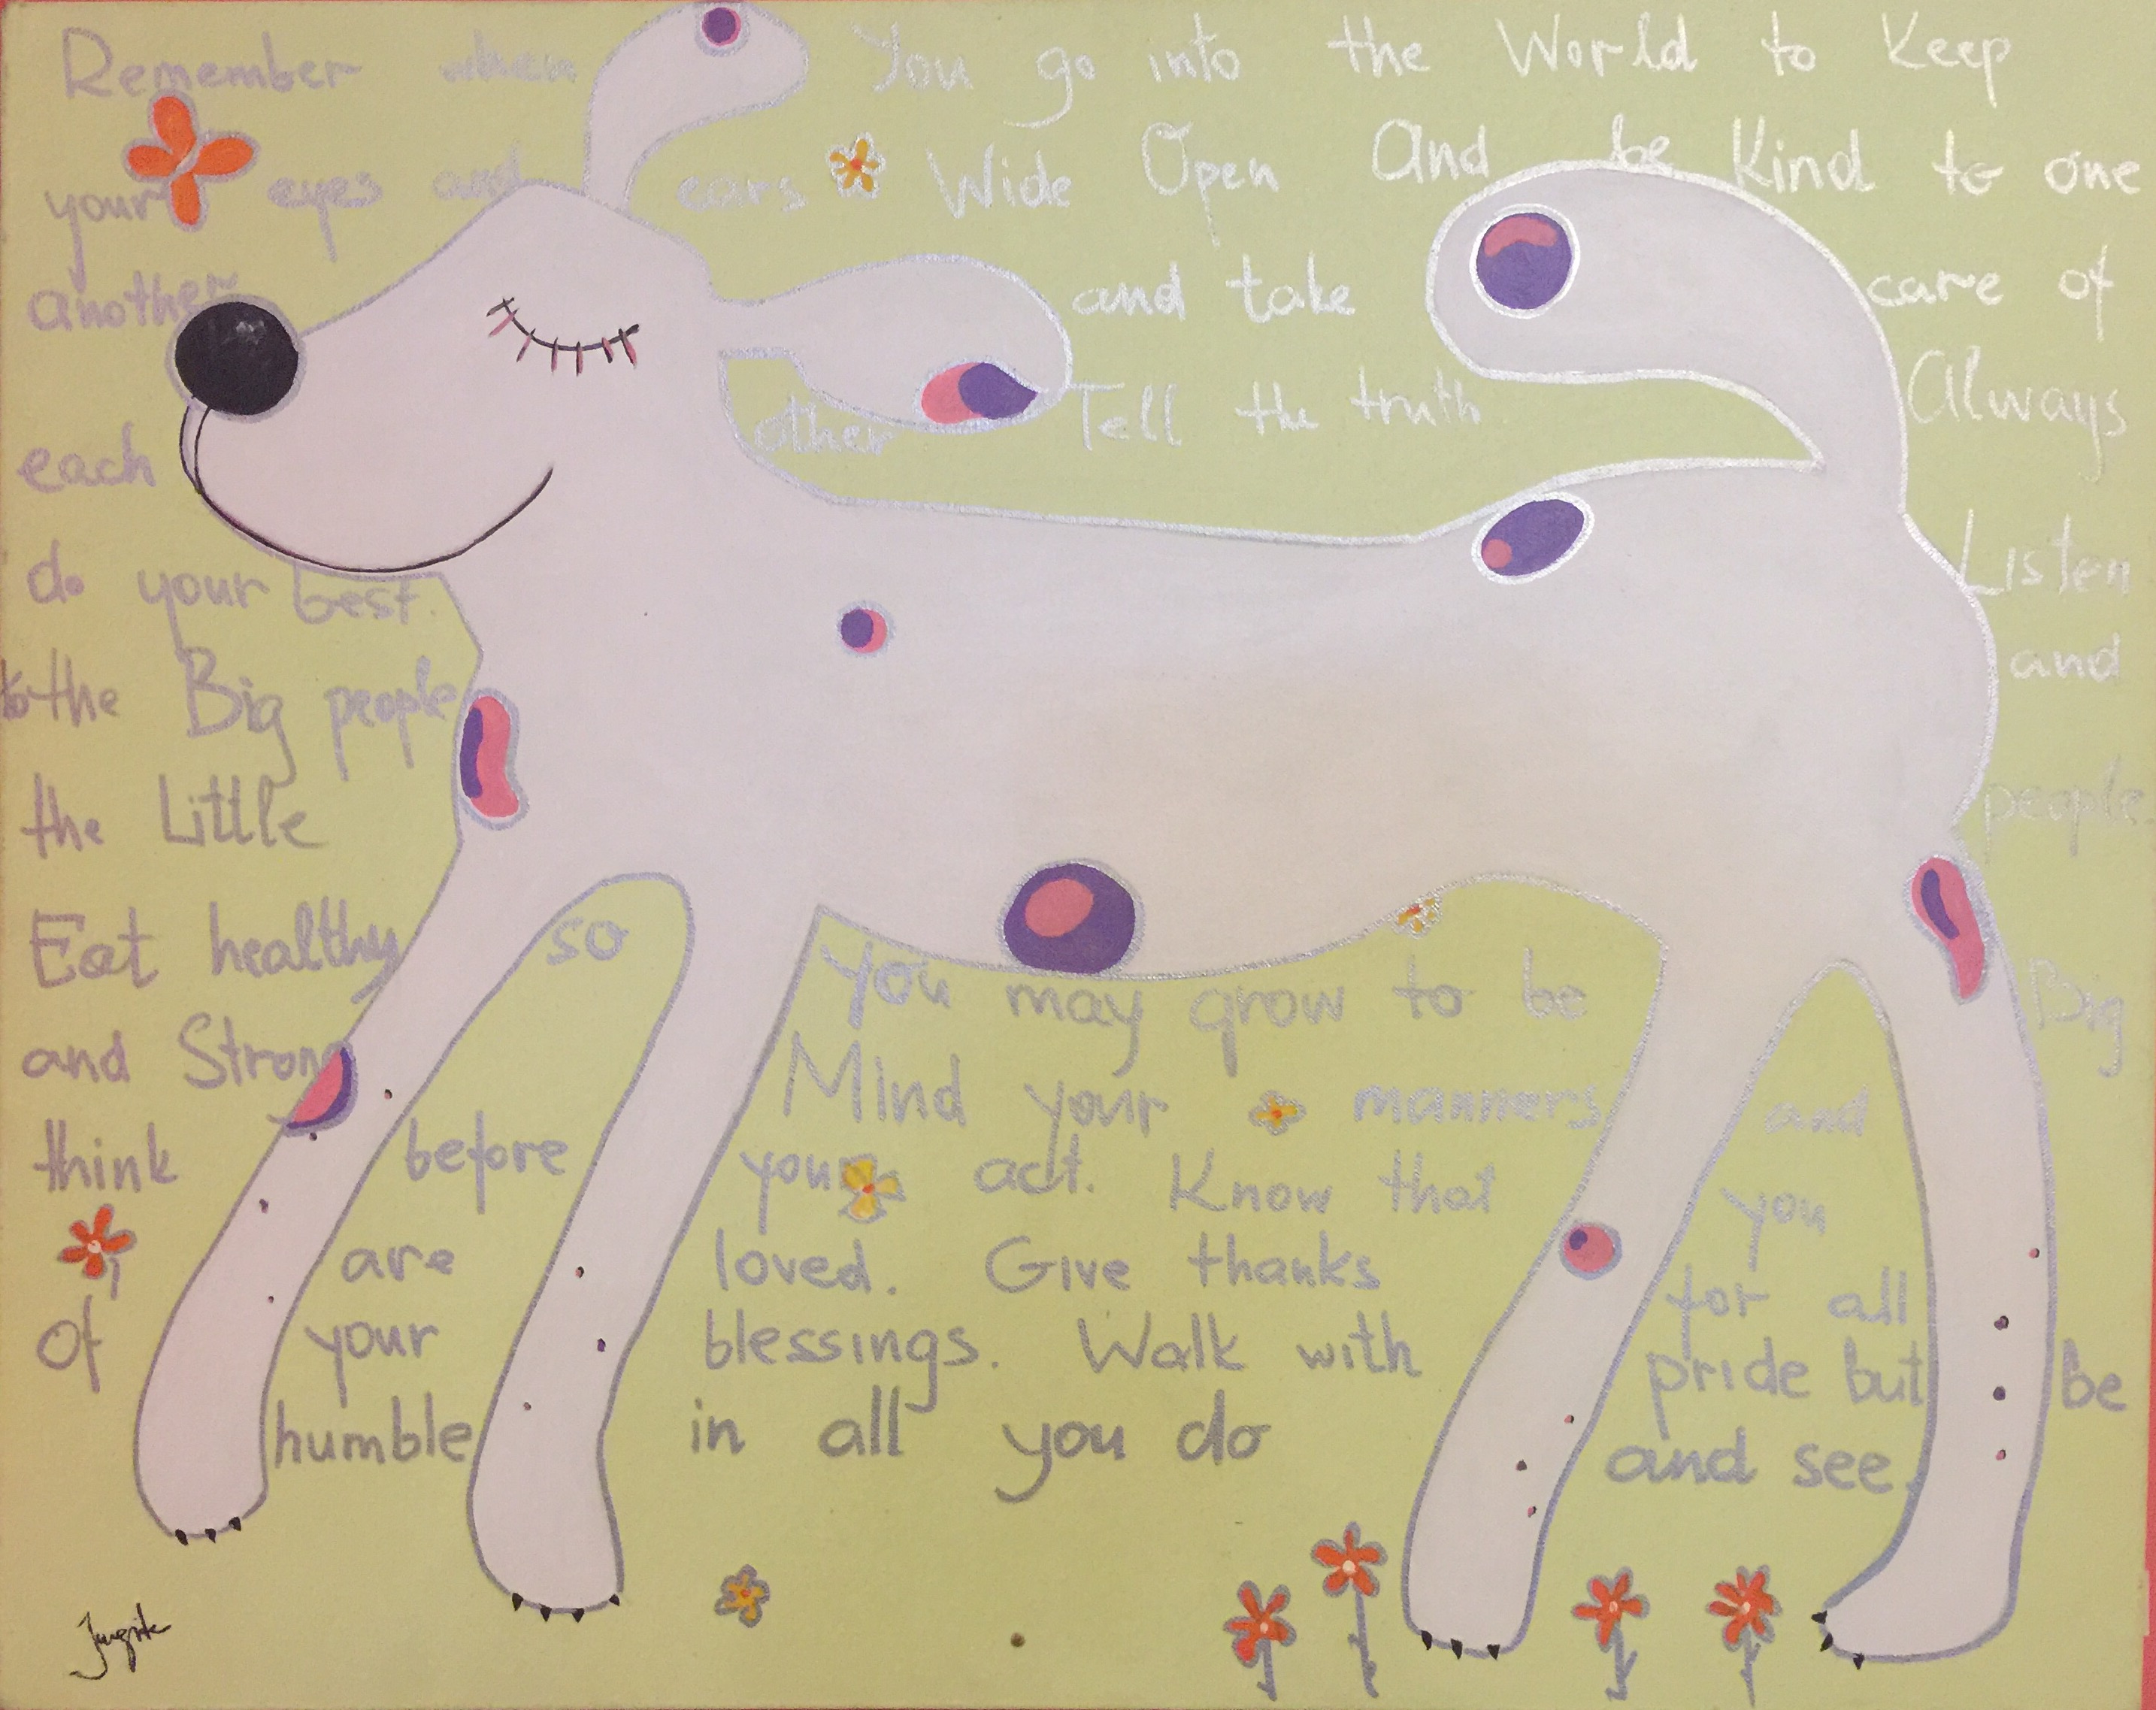 Remember when You go into the World to Keep
your eyes and ears Wide Open And be Kind to one
another and take care of
each other Tell the truth Always
do your best. Listen
to the Big people and
the Little people.
Eat healthy so you may grow to be Big
and Strong Mind your manners and
think before you act. Know that you
are loved. Give thanks for all
of your blessings. Walk with pride but be
humble in all you do and see.